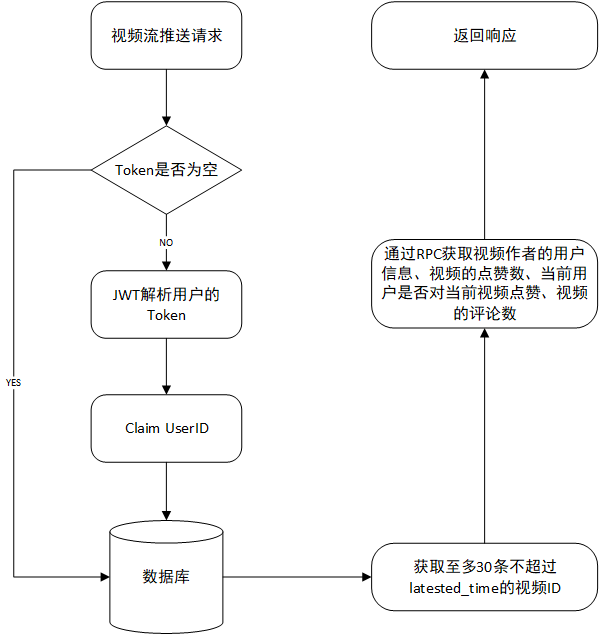 视频流推送请求
Token是否为空
NO
JWT解析用户的
Token
YES
Claim UserID
数据库
获取至多30条不超过
latested_time的视频ID
通过RPC获取视频作者的用户
信息、视频的点赞数、当前用
户是否对当前视频点赞、视频
的评论数
返回响应